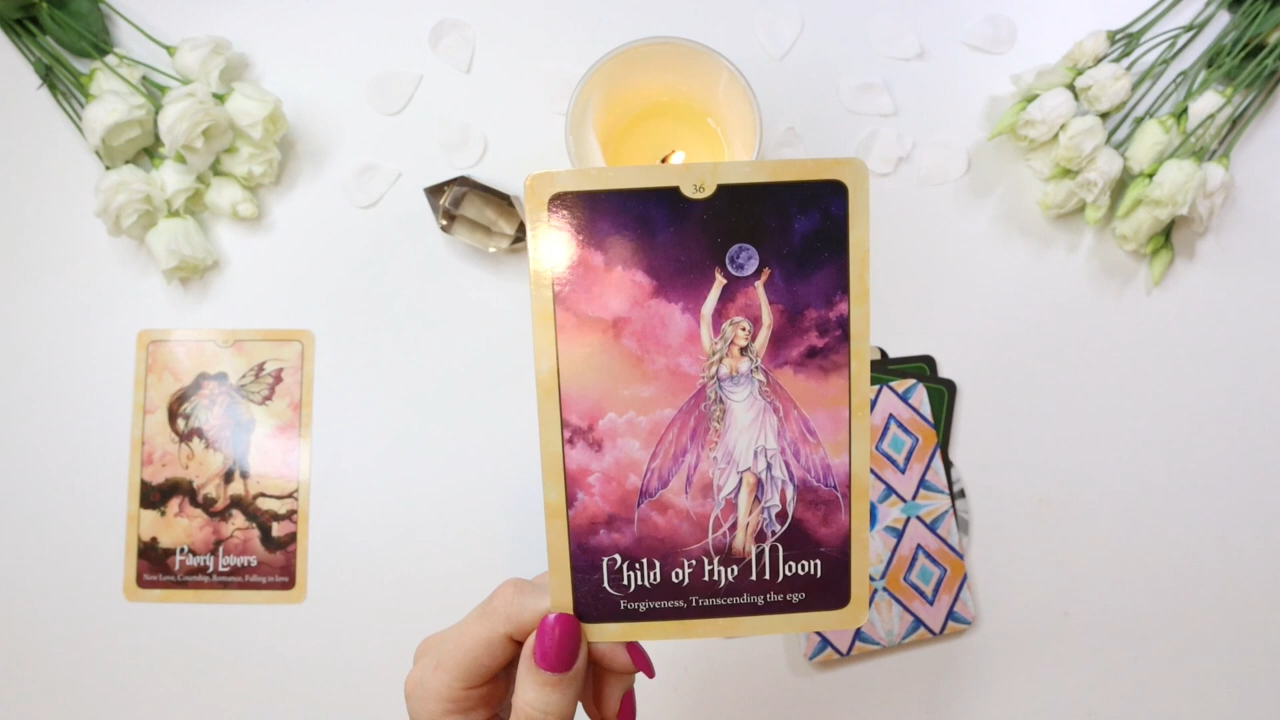 36
Child of the Moon
Forgiveness, Transcending the ego
Faery Lovers
New Love, Courtship, Romance, Falling in love